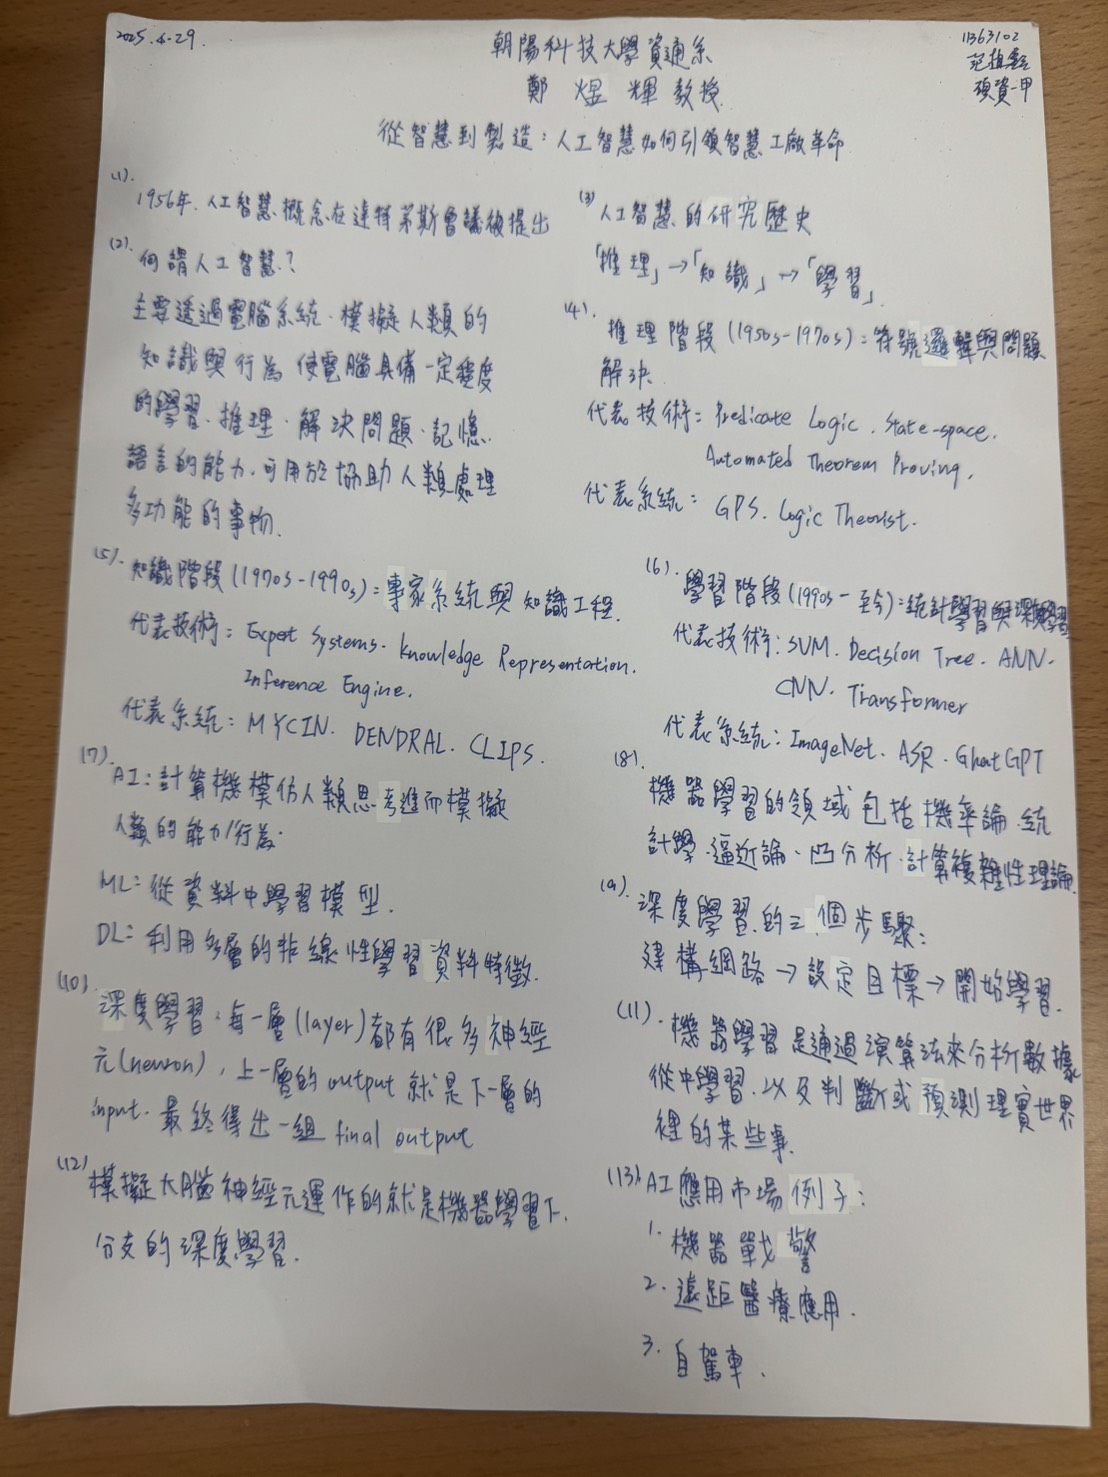 2025.4.29.
11363102
碩資一甲
朝陽科技大學資通系
鄭煜輝教授
從智慧到製造：人工智慧如何引領智慧工廠革命
(1).
1956年、人工智慧概念在達特茅斯會議被提出
(2).
何謂人工智慧？
主要透過電腦系統、模擬人類的
知識與行為 使電腦具備一定程度
的學習、推理、解決問題、記憶、
語言的能力，可用於協助人類處理
多功能的事物.
(3)
人工智慧的研究歷史
「推理」→「知識」→「學習」.
(4).
推理階段(1950s-1970s)：符號邏輯與問題
解決.
代表技術：Predicate Logic、State-space.
Automated Theorem Proving.
代表系統：GPS、Logic Theorist.
(5).
知識階段(1970s-1990s)：專家系統與知識工程.
代表技術：Expert Systems、Knowledge Representation.
Inference Engine.
代表系統：MYCIN、DENDRAL、CLIPS.
(6).
學習階段(1990s-至今)：統計學習與深度學習
代表技術：SVM、Decision Tree、ANN、
CNN、Transformer
代表系統：ImageNet、ASR、GhatGPT
(7).
AI：計算機模仿人類思考進而模擬
人類的能力/行為.
ML：從資料中學習模型.
DL：利用多層的非線性學習資料特徵.
(8).
機器學習的領域包括機率論、統
計學、逼近論、凸分析、計算複雜性理論.
(9).
深度學習的三個步驟：
建構網路→設定目標→開始學習.
(10).
深度學習：每一層(layer)都有很多神經
元(neuron)，上一層的output就是下一層的
input、最終得出一組 final output
(11).
機器學習是通過演算法來分析數據、
從中學習、以及判斷或預測理實世界
裡的某些事.
(12)
模擬大腦神經元運作的就是機器學習下.
分支的深度學習.
(13)
AI應用市場例子：
1. 機器戰警
2. 遠距醫療應用.
3. 自駕車.